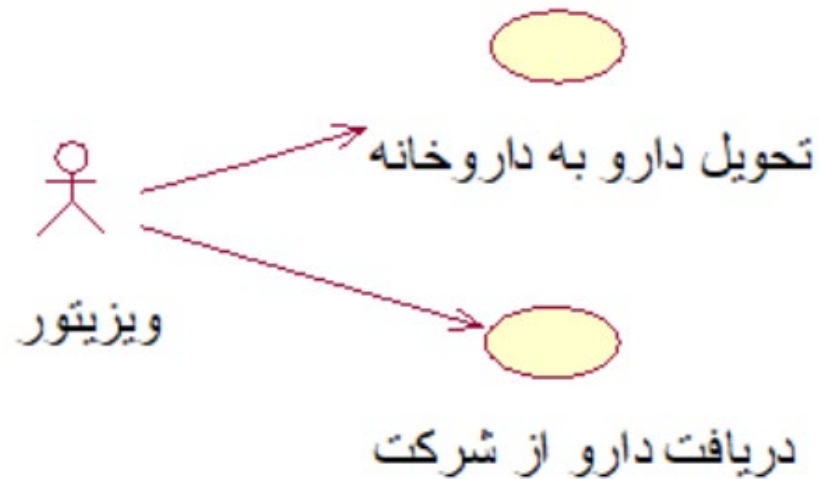 تحویل دارو به داروخانه
ویزیتور
دریافت دارو از شرکت